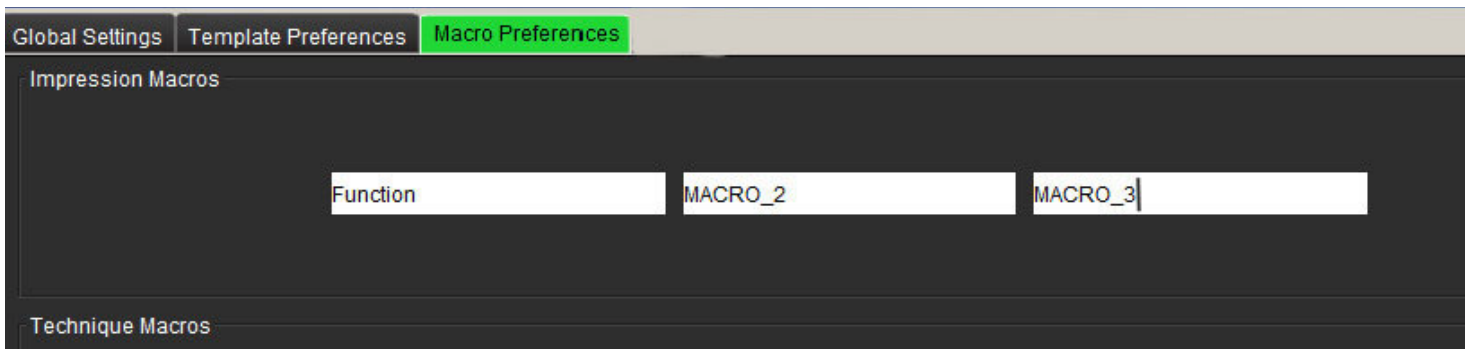 Global Settings Template Preferences Macro Preferences
Impression Macros
Function MACRO_2 MACRO_3
Technique Macros